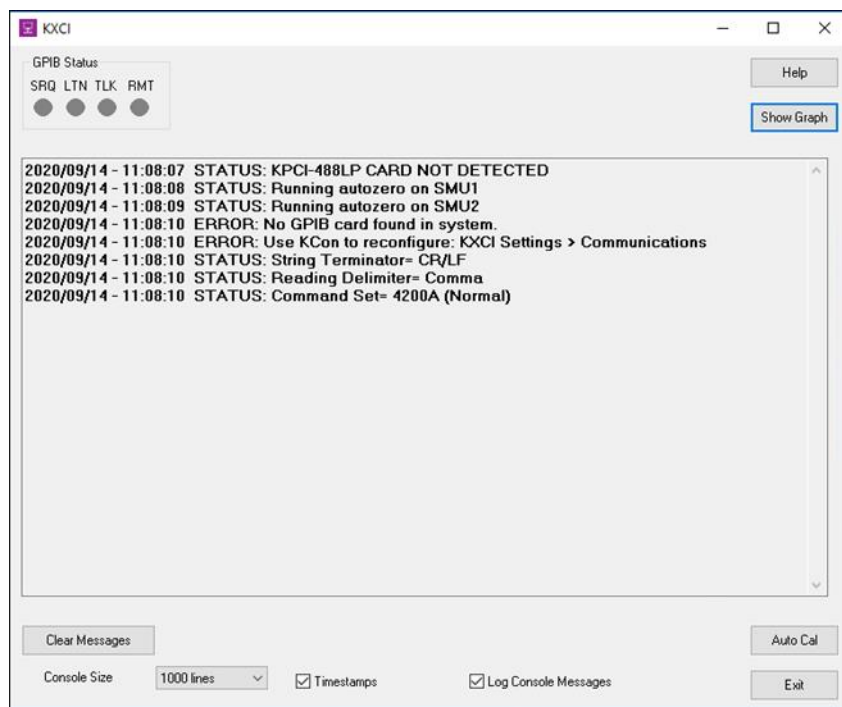 KXCI
GPIB Status
SRQ LTN TLK RMT
Help
Show Graph
2020/09/14 - 11:08:07 STATUS: KPCI-488LP CARD NOT DETECTED
2020/09/14 - 11:08:08 STATUS: Running autozero on SMU1
2020/09/14 - 11:08:09 STATUS: Running autozero on SMU2
2020/09/14 - 11:08:10 ERROR: No GPIB card found in system.
2020/09/14 - 11:08:10 ERROR: Use KCon to reconfigure: KXCI Settings > Communications
2020/09/14 - 11:08:10 STATUS: String Terminator= CR/LF
2020/09/14 - 11:08:10 STATUS: Reading Delimiter= Comma
2020/09/14 - 11:08:10 STATUS: Command Set= 4200A (Normal)
Clear Messages
Auto Cal
Console Size
1000 lines
Timestamps
Log Console Messages
Exit